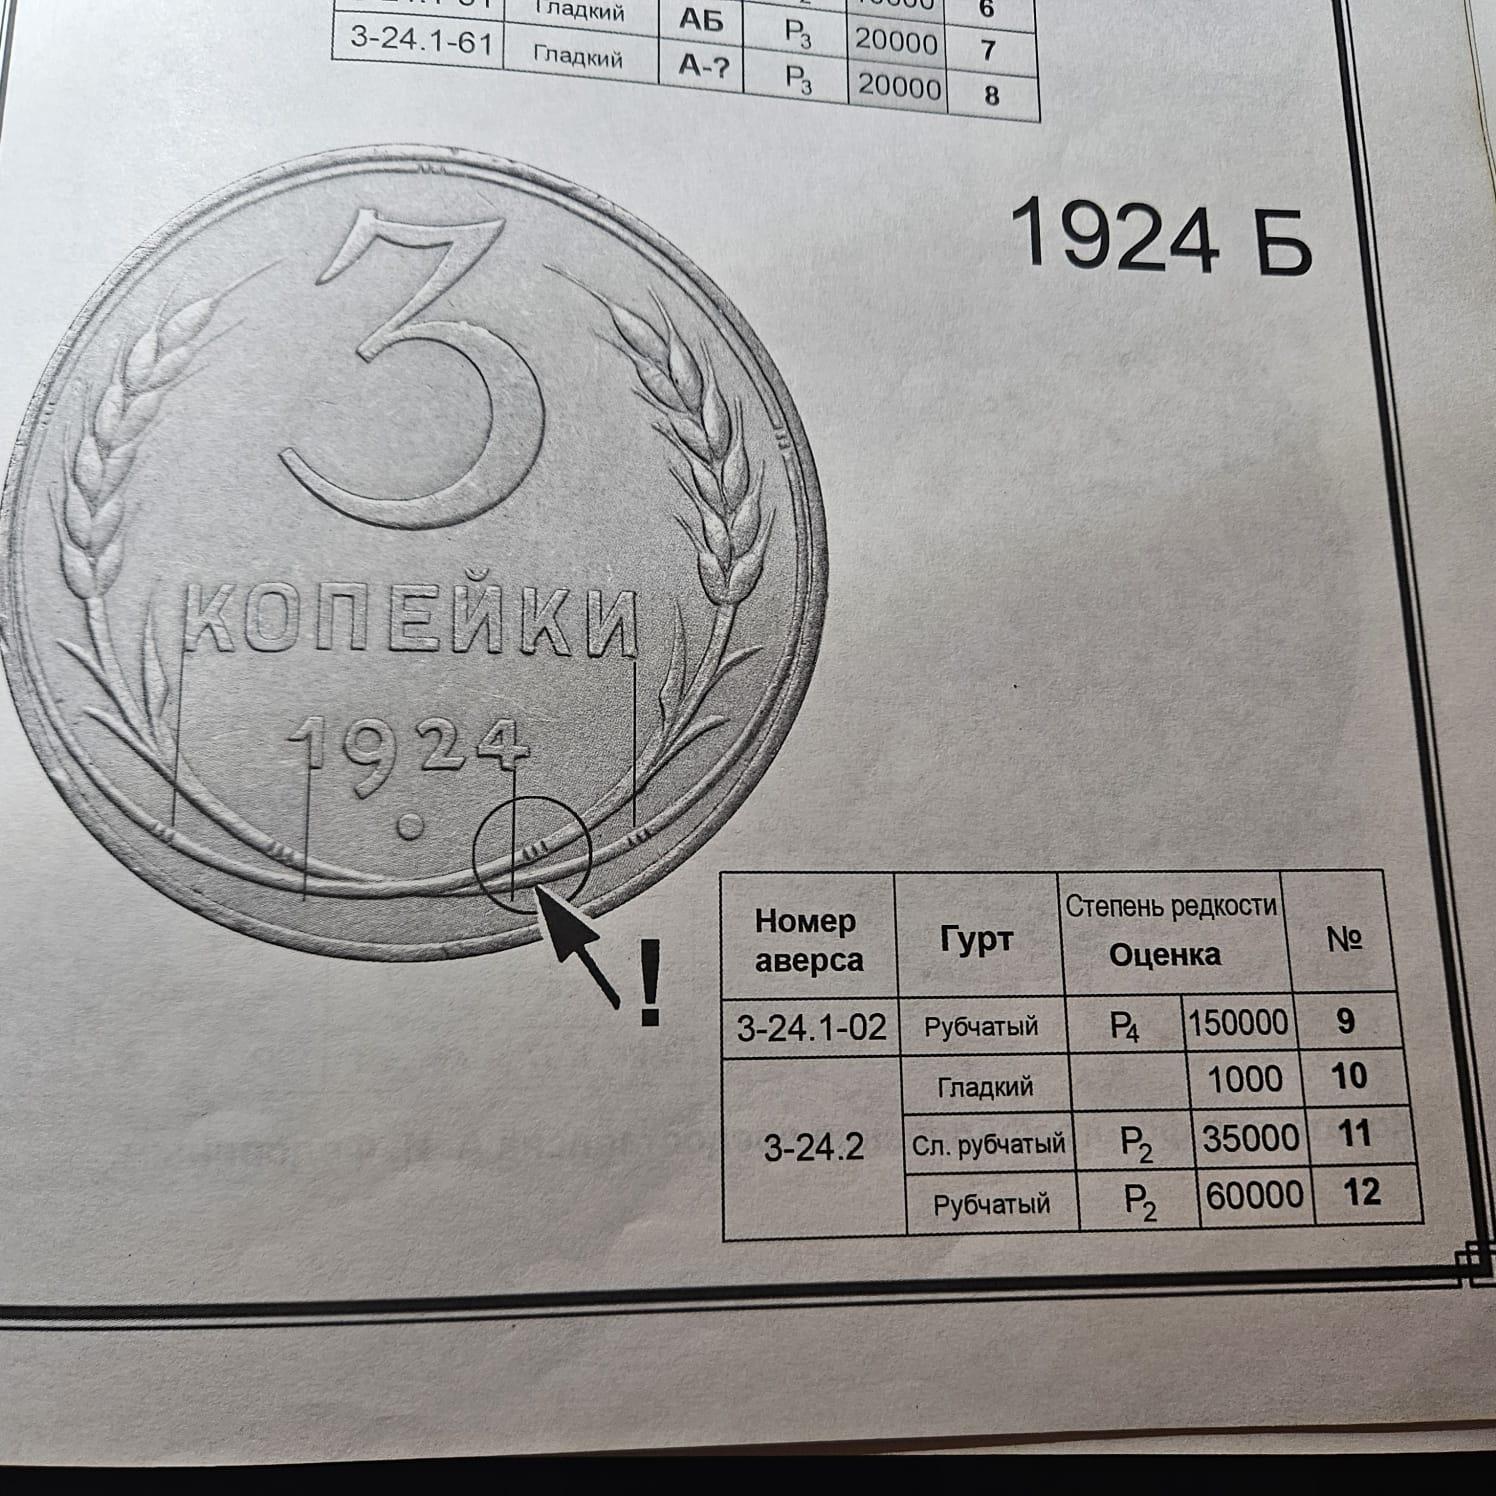 Гладкий АБ Р3 20000 7
3-24.1-61 Гладкий А-? Р3 20000 8
6
1924 Б
3
КОПЕЙКИ
1924
!
Номер аверса Гурт Степень редкости Оценка №
3-24.1-02 Рубчатый Р4 150000 9
3-24.2 Гладкий 1000 10
Сл. рубчатый Р2 35000 11
Рубчатый Р2 60000 12